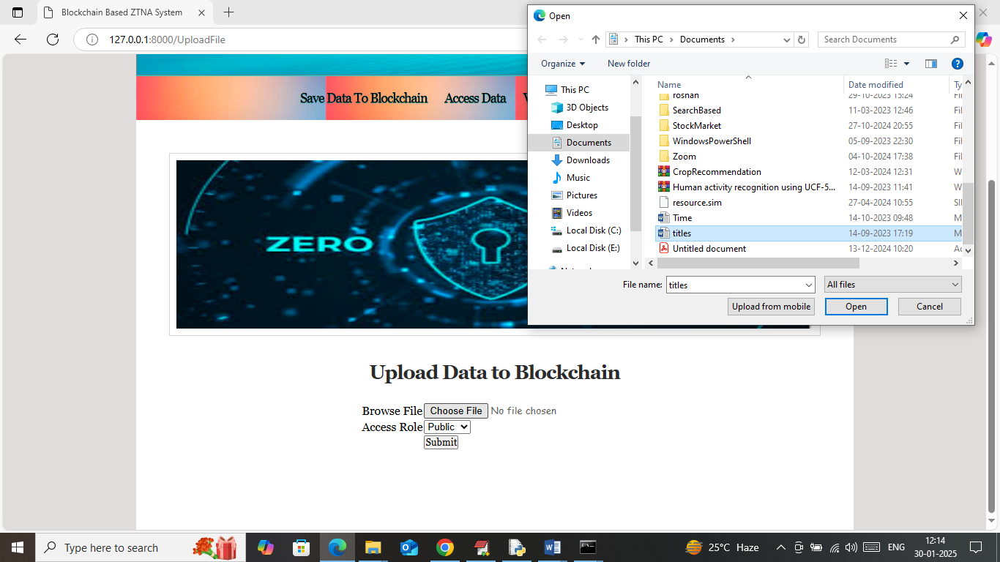 Blockchain Based ZTNA System
127.0.0.1:8000/UploadFile
Save Data To Blockchain Access Data
ZERO
Upload Data to Blockchain
Browse File Choose File No file chosen
Access Role Public
Submit
Open
This PC > Documents >
Search Documents
Organize New folder
This PC
3D Objects
Desktop
Documents
Downloads
Music
Pictures
Videos
Local Disk (C:)
Local Disk (E:)
Name Date modified Ty
rosnan 29-10-2023 15:24 Fil
SearchBased 11-03-2023 12:46 Fil
StockMarket 27-10-2024 20:55 Fil
WindowsPowerShell 05-09-2023 22:30 Fil
Zoom 04-10-2024 17:38 Fil
CropRecommendation 12-03-2024 12:31 W
Human activity recognition using UCF-5... 14-09-2023 11:41 W
resource.sim 27-04-2024 10:55 SII
Time 14-10-2023 09:48 M
titles 14-09-2023 17:19 M
Untitled document 13-12-2024 10:20 Ac
File name: titles All files
Upload from mobile Open Cancel
Type here to search
25°C Haze
ENG
12:14
30-01-2025